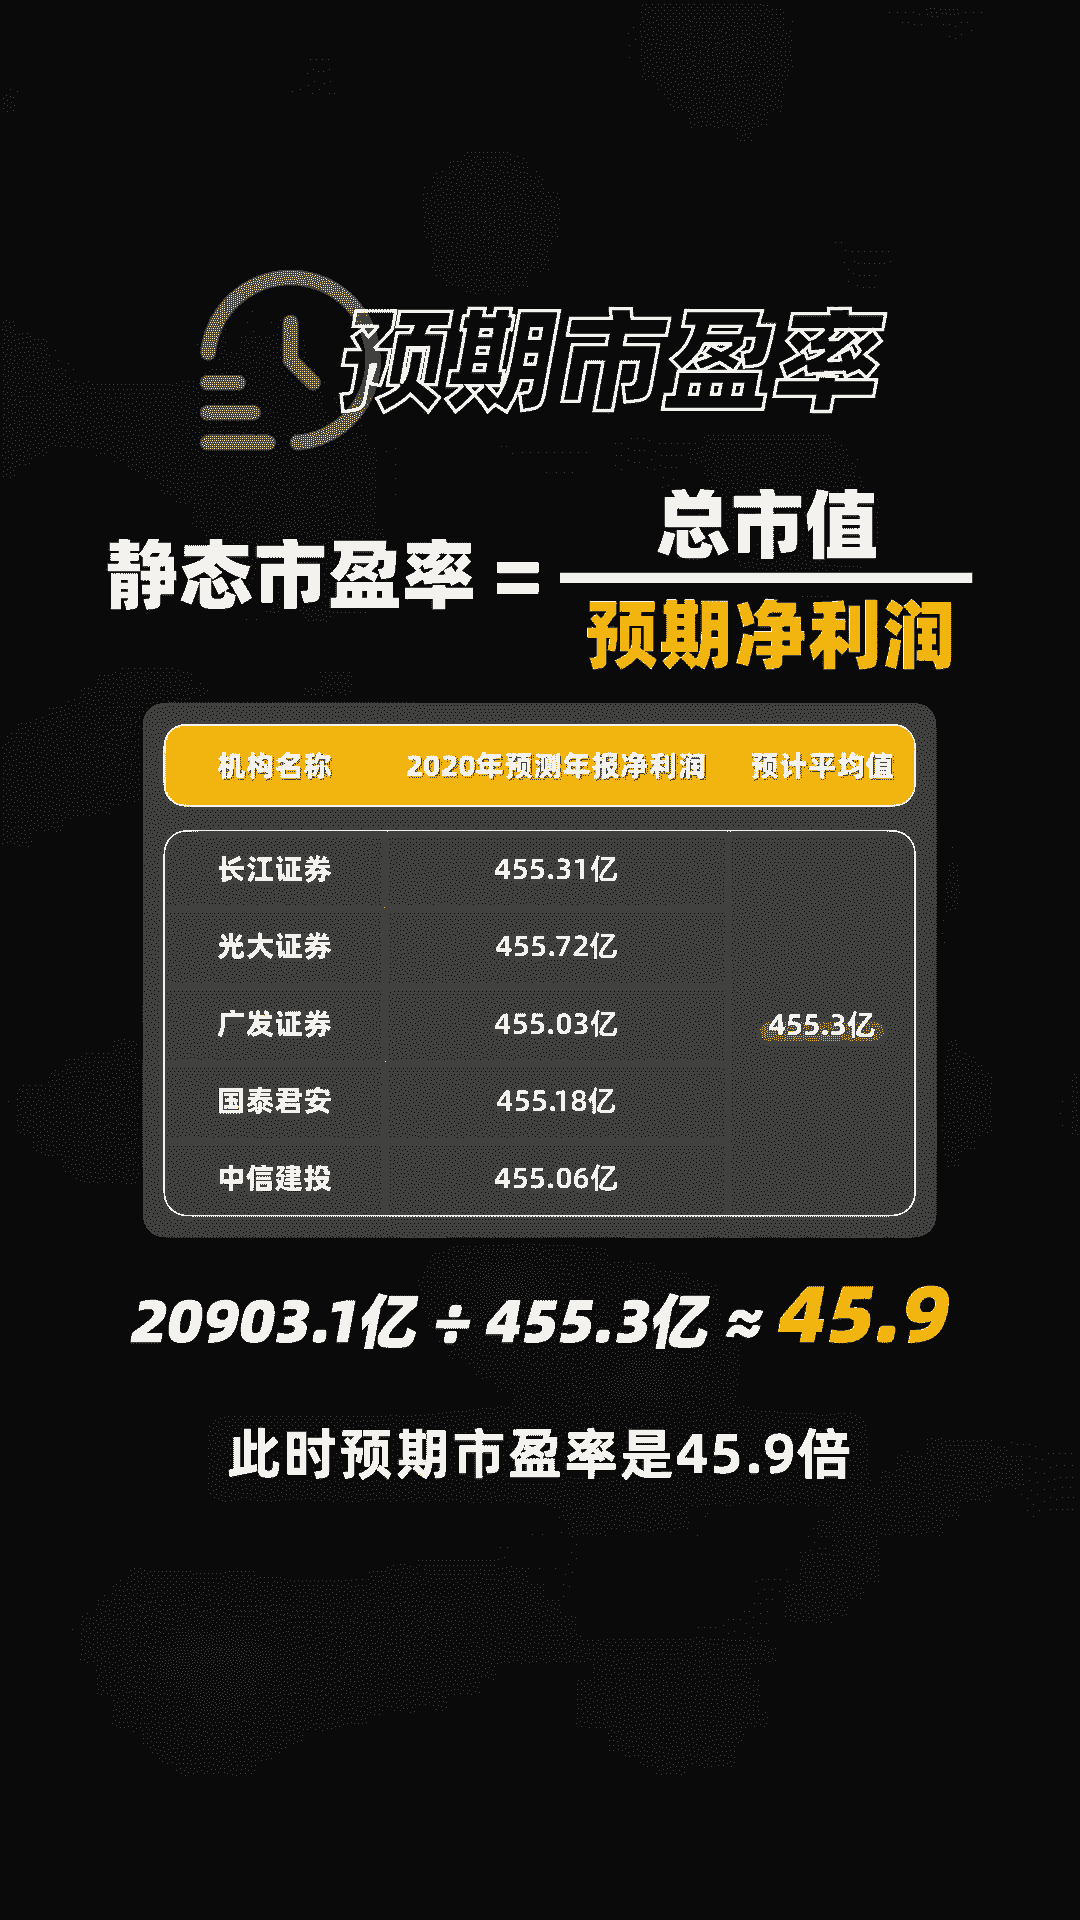 预期市盈率
静态市盈率 = 总市值
预期净利润
机构名称 2020年预测年报净利润 预计平均值
长江证券 455.31亿
光大证券 455.72亿
广发证券 455.03亿 455.3亿
国泰君安 455.18亿
中信建投 455.06亿
20903.1亿 ÷ 455.3亿 ≈ 45.9
此时预期市盈率是45.9倍